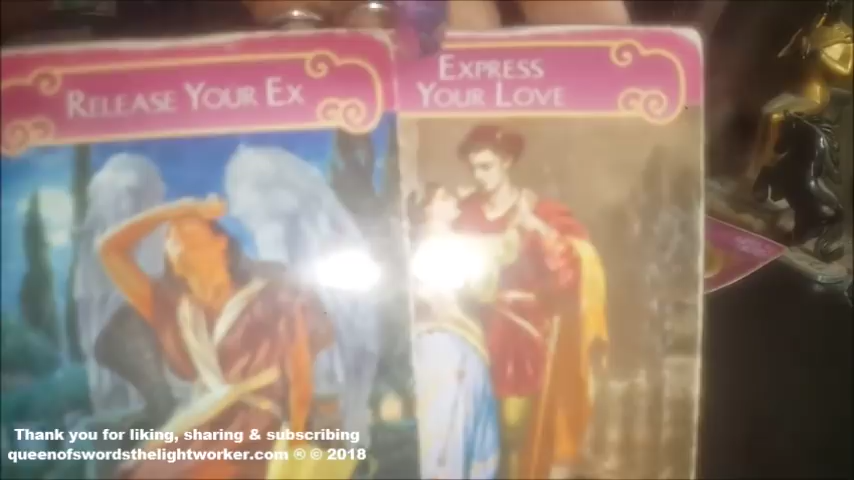 RELEASE YOUR EX
EXPRESS
YOUR LOVE
Thank you for liking, sharing & subscribing
queenofswordsthelightworker.com ® © 2018